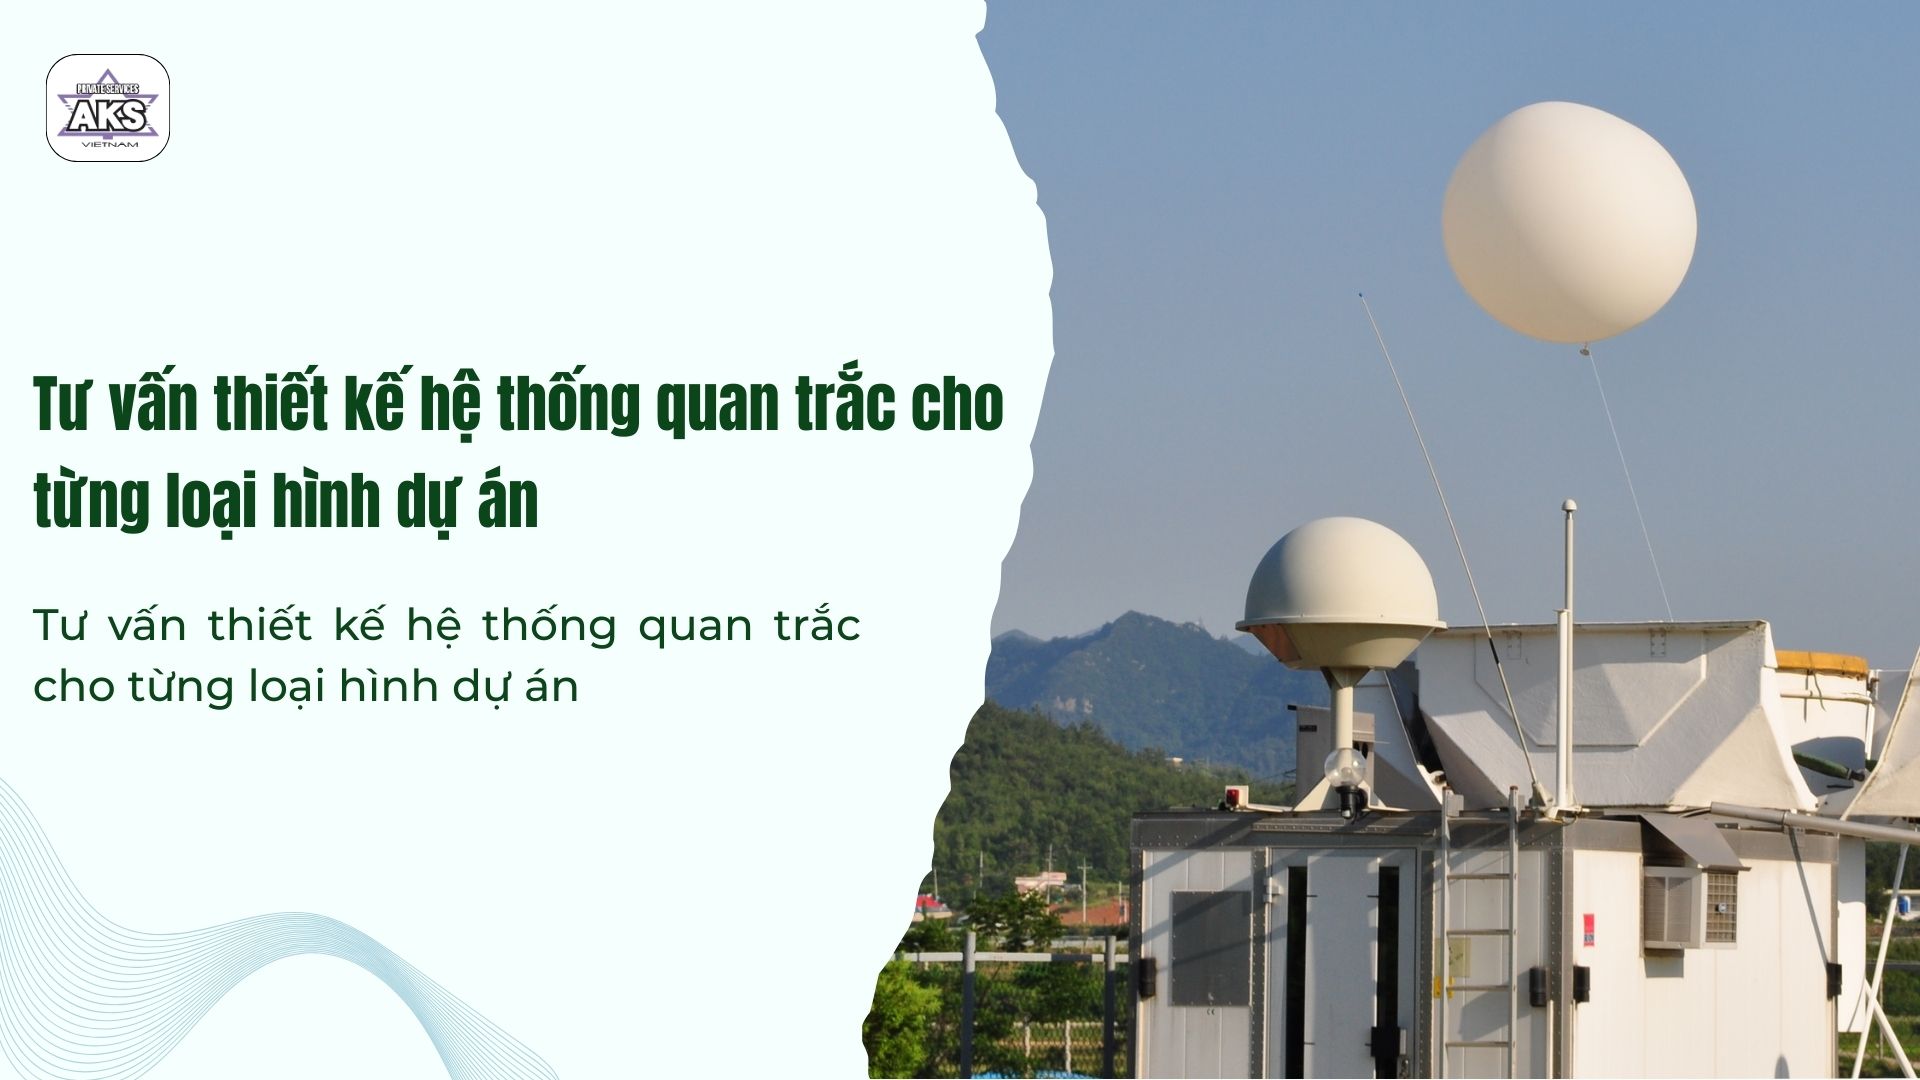 PRIVATE SERVICES
AKS
VIETNAM
Tư vấn thiết kế hệ thống quan trắc cho
từng loại hình dự án
Tư vấn thiết kế hệ thống quan trắc
cho từng loại hình dự án